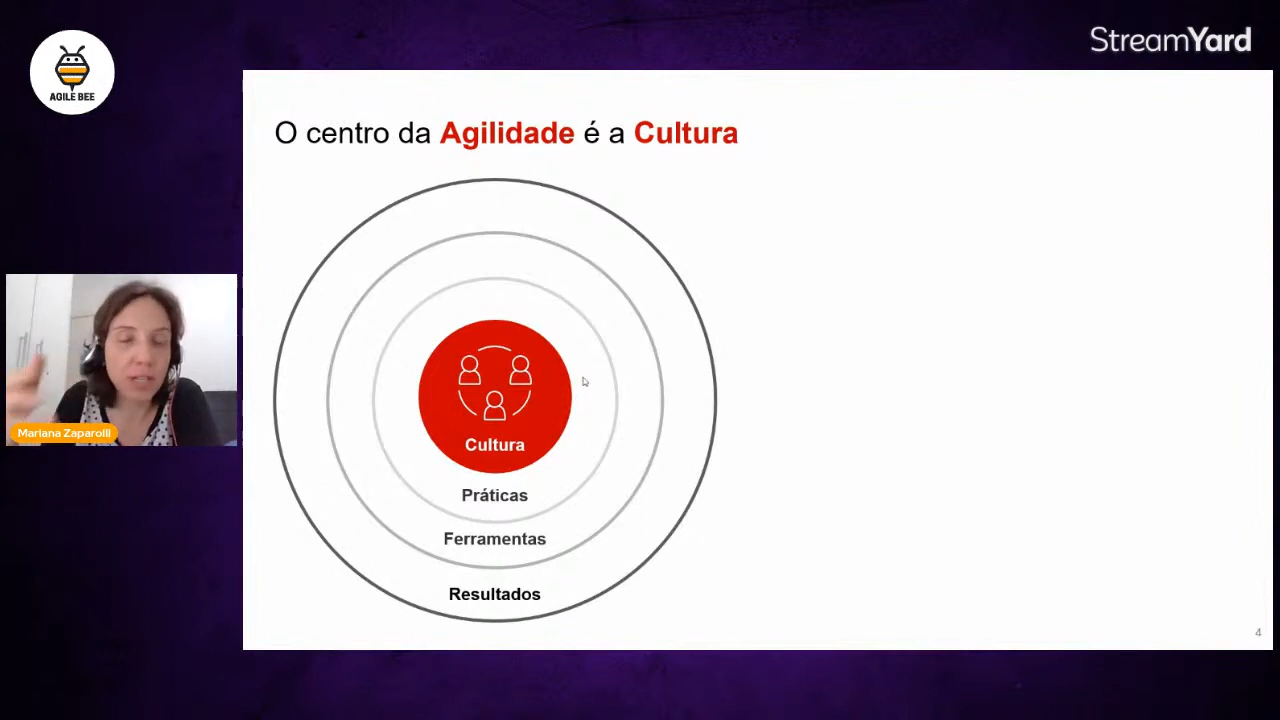 AGILE BEE
StreamYard
O centro da Agilidade é a Cultura
Cultura
Práticas
Ferramentas
Resultados
Mariana Zaparolli
4